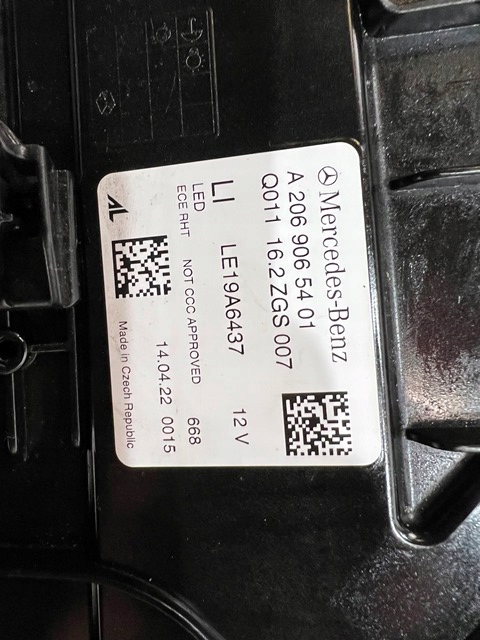 Mercedes-Benz
A 206 906 54 01
Q011 16.2 ZGS 007
LI LE19A6437 12 V
LED
ECE RHT NOT CCC APPROVED 668
14.04.22 0015
AL
Made in Czech Republic